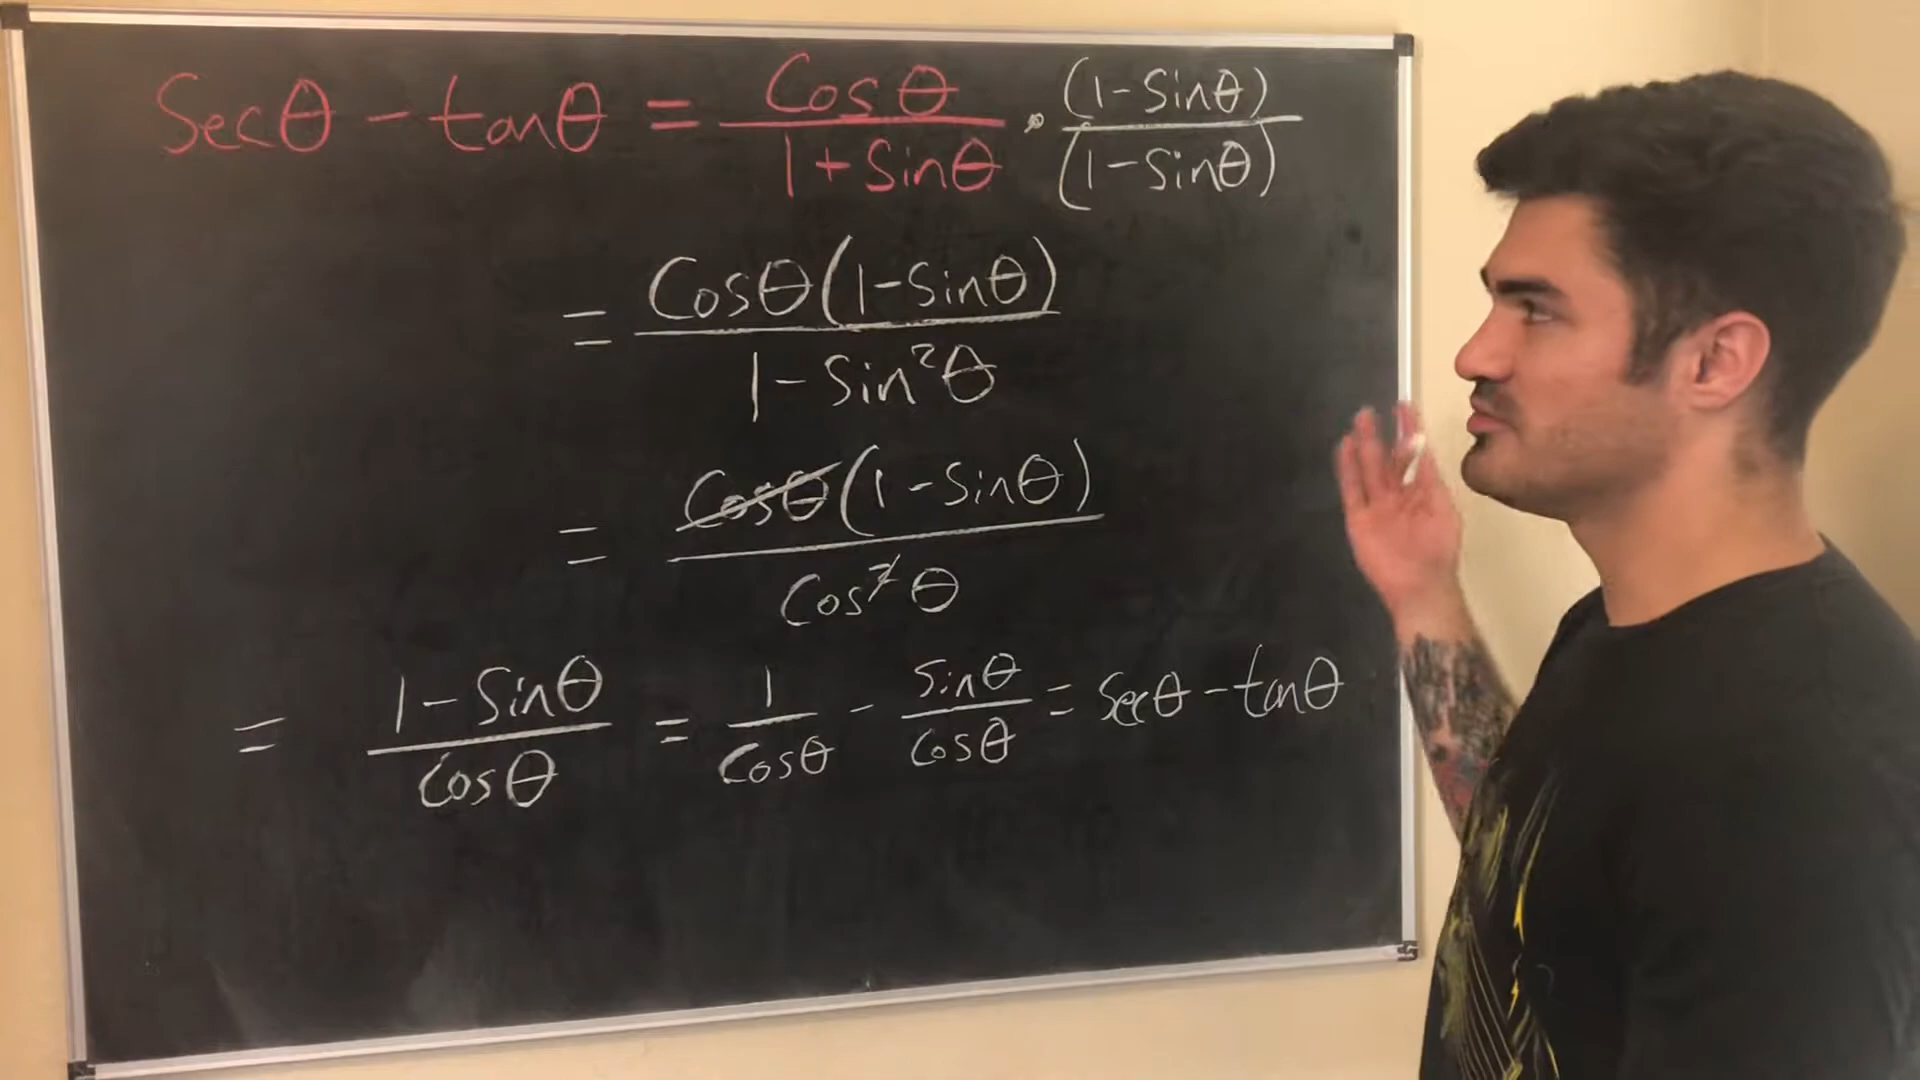 Secθ - tanθ = Cosθ / 1 + Sinθ · (1 - Sinθ) / (1 - Sinθ)
= Cosθ(1 - Sinθ) / 1 - Sin²θ
= Cosθ(1 - Sinθ) / Cos²θ
= 1 - Sinθ / Cosθ = 1 / Cosθ - Sinθ / Cosθ = Secθ - tanθ